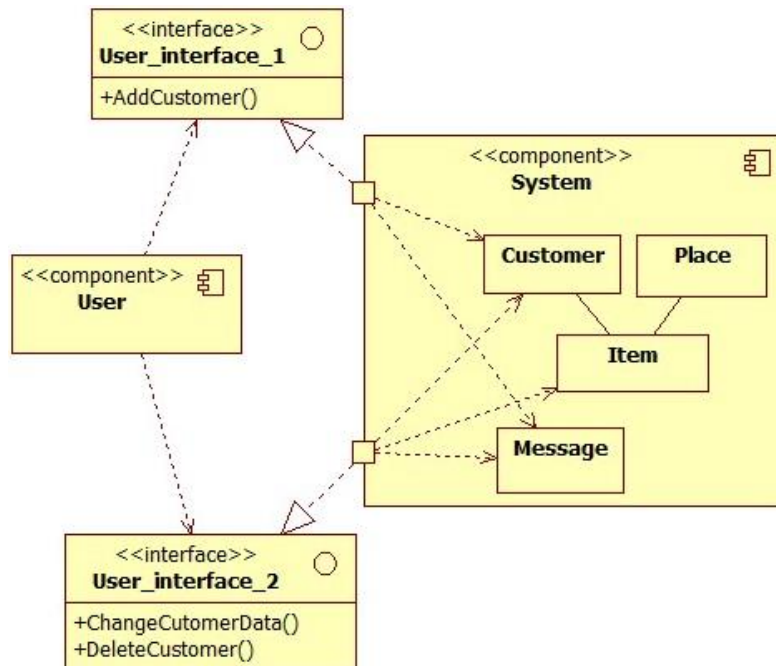 <<interface>>
User_interface_1
+AddCustomer()
<<component>>
System
Customer
Place
<<component>>
User
Item
Message
<<interface>>
User_interface_2
+ChangeCutomerData()
+DeleteCustomer()